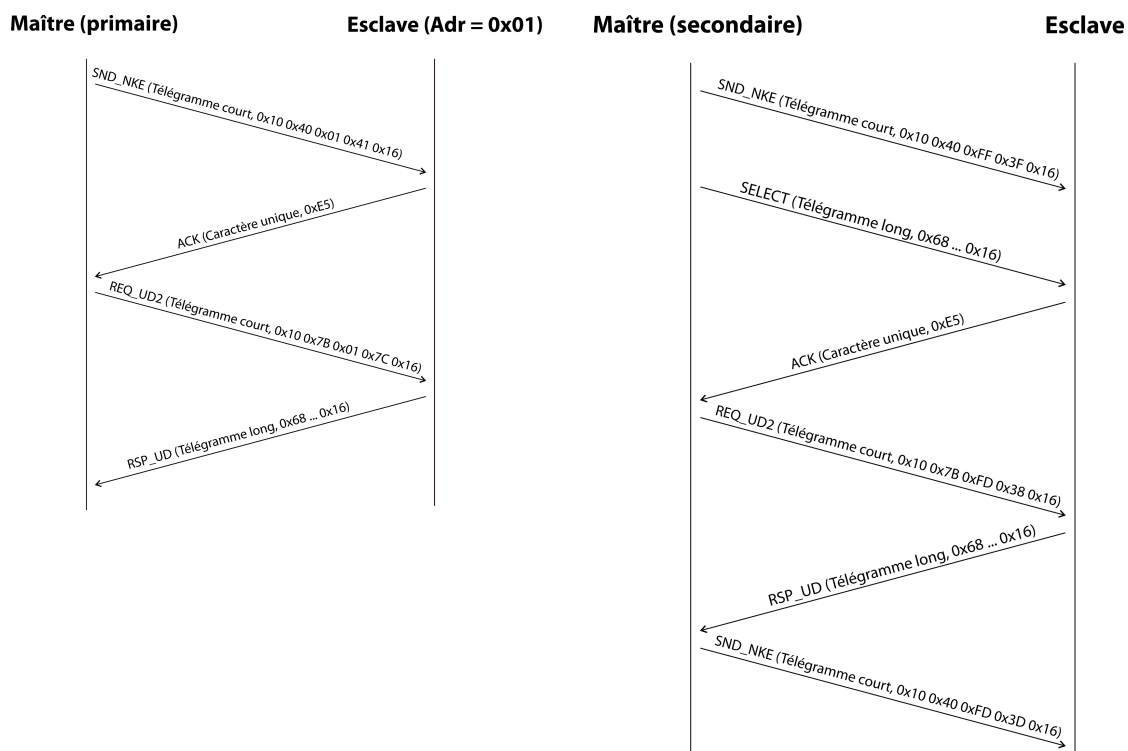 Maître (primaire)
Esclave (Adr = 0x01)
SND_NKE (Télégramme court, 0x10 0x40 0x01 0x41 0x16)
ACK (Caractère unique, 0xE5)
REQ_UD2 (Télégramme court, 0x10 0x7B 0x01 0x7C 0x16)
RSP_UD (Télégramme long, 0x68 ... 0x16)
Maître (secondaire)
Esclave
SND_NKE (Télégramme court, 0x10 0x40 0xFF 0x3F 0x16)
SELECT (Télégramme long, 0x68 ... 0x16)
ACK (Caractère unique, 0xE5)
REQ_UD2 (Télégramme court, 0x10 0x7B 0xFD 0x38 0x16)
RSP_UD (Télégramme long, 0x68 ... 0x16)
SND_NKE (Télégramme court, 0x10 0x40 0xFD 0x3D 0x16)